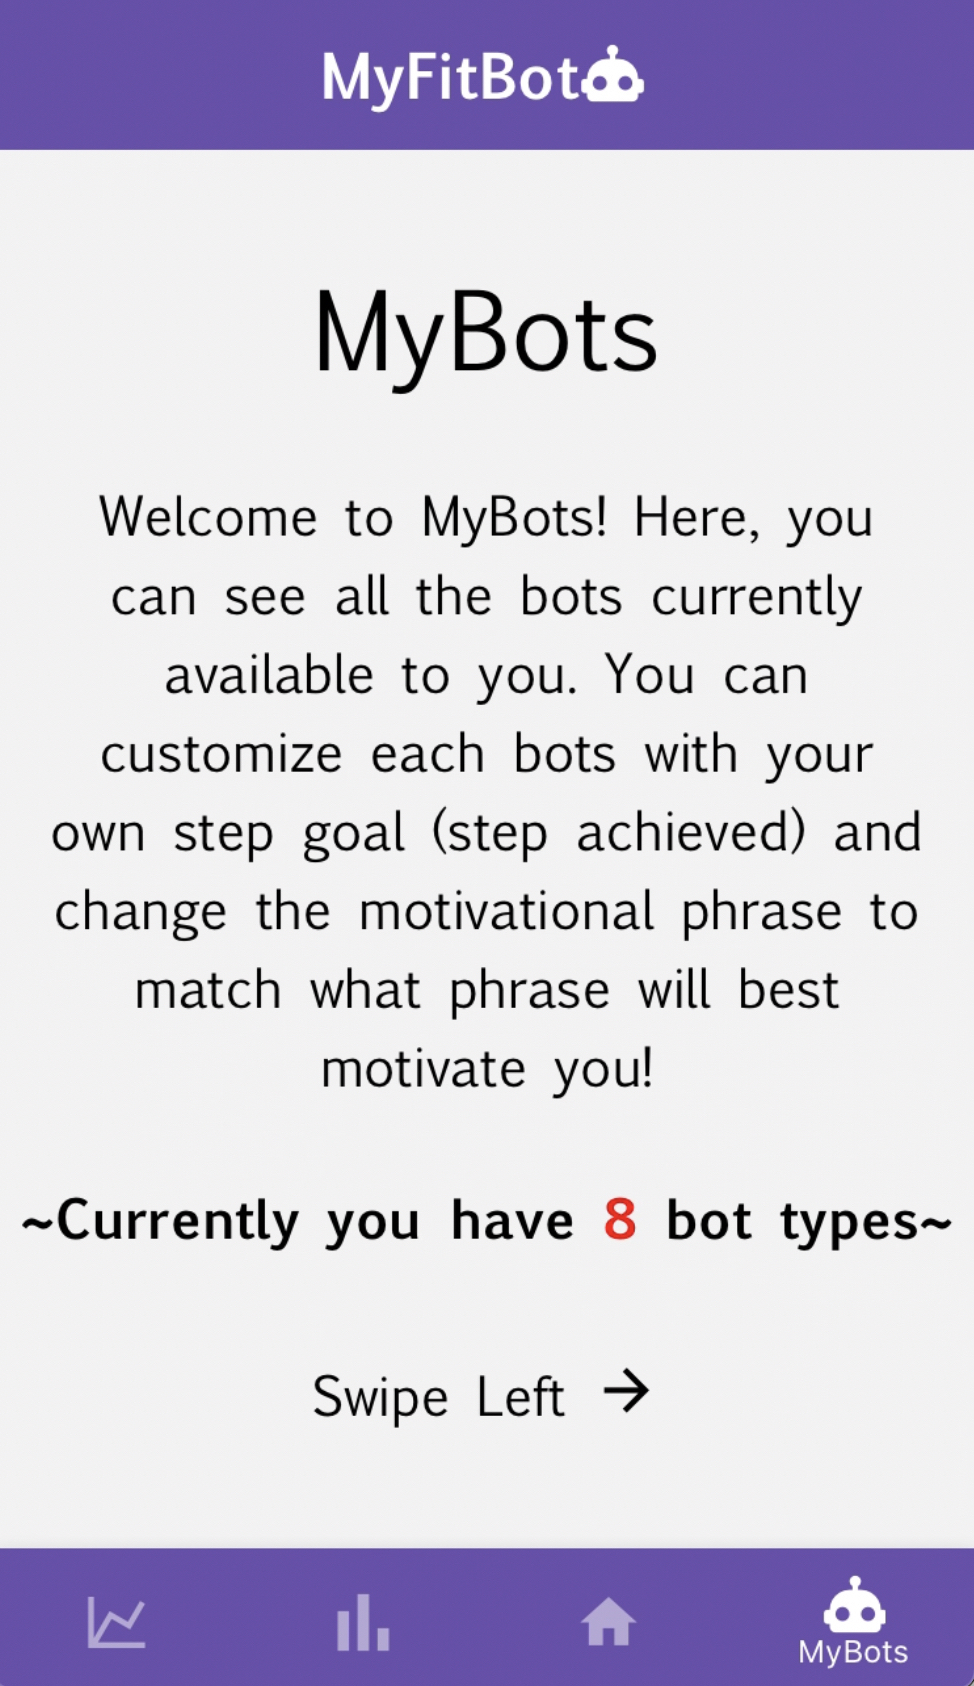 MyFitBot
MyBots
Welcome to MyBots! Here, you
can see all the bots currently
available to you. You can
customize each bots with your
own step goal (step achieved) and
change the motivational phrase to
match what phrase will best
motivate you!
~Currently you have 8 bot types~
Swipe Left →
MyBots